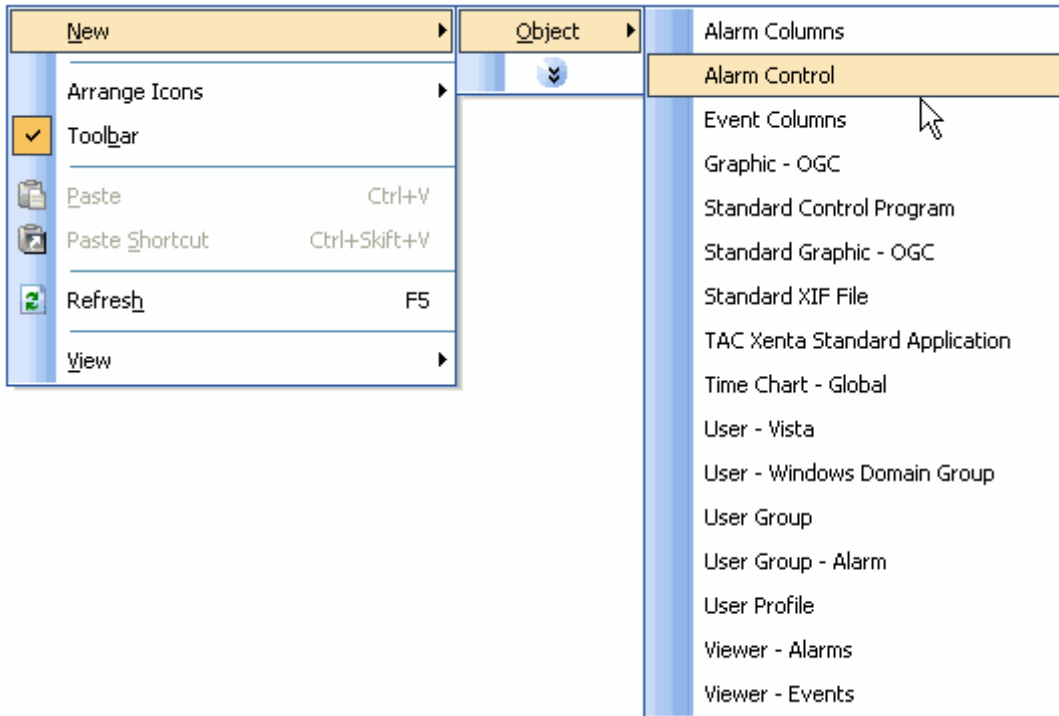 New
Arrange Icons
Toolbar
Paste Ctrl+V
Paste Shortcut Ctrl+Skift+V
Refresh F5
View
Object
Alarm Columns
Alarm Control
Event Columns
Graphic - OGC
Standard Control Program
Standard Graphic - OGC
Standard XIF File
TAC Xenta Standard Application
Time Chart - Global
User - Vista
User - Windows Domain Group
User Group
User Group - Alarm
User Profile
Viewer - Alarms
Viewer - Events